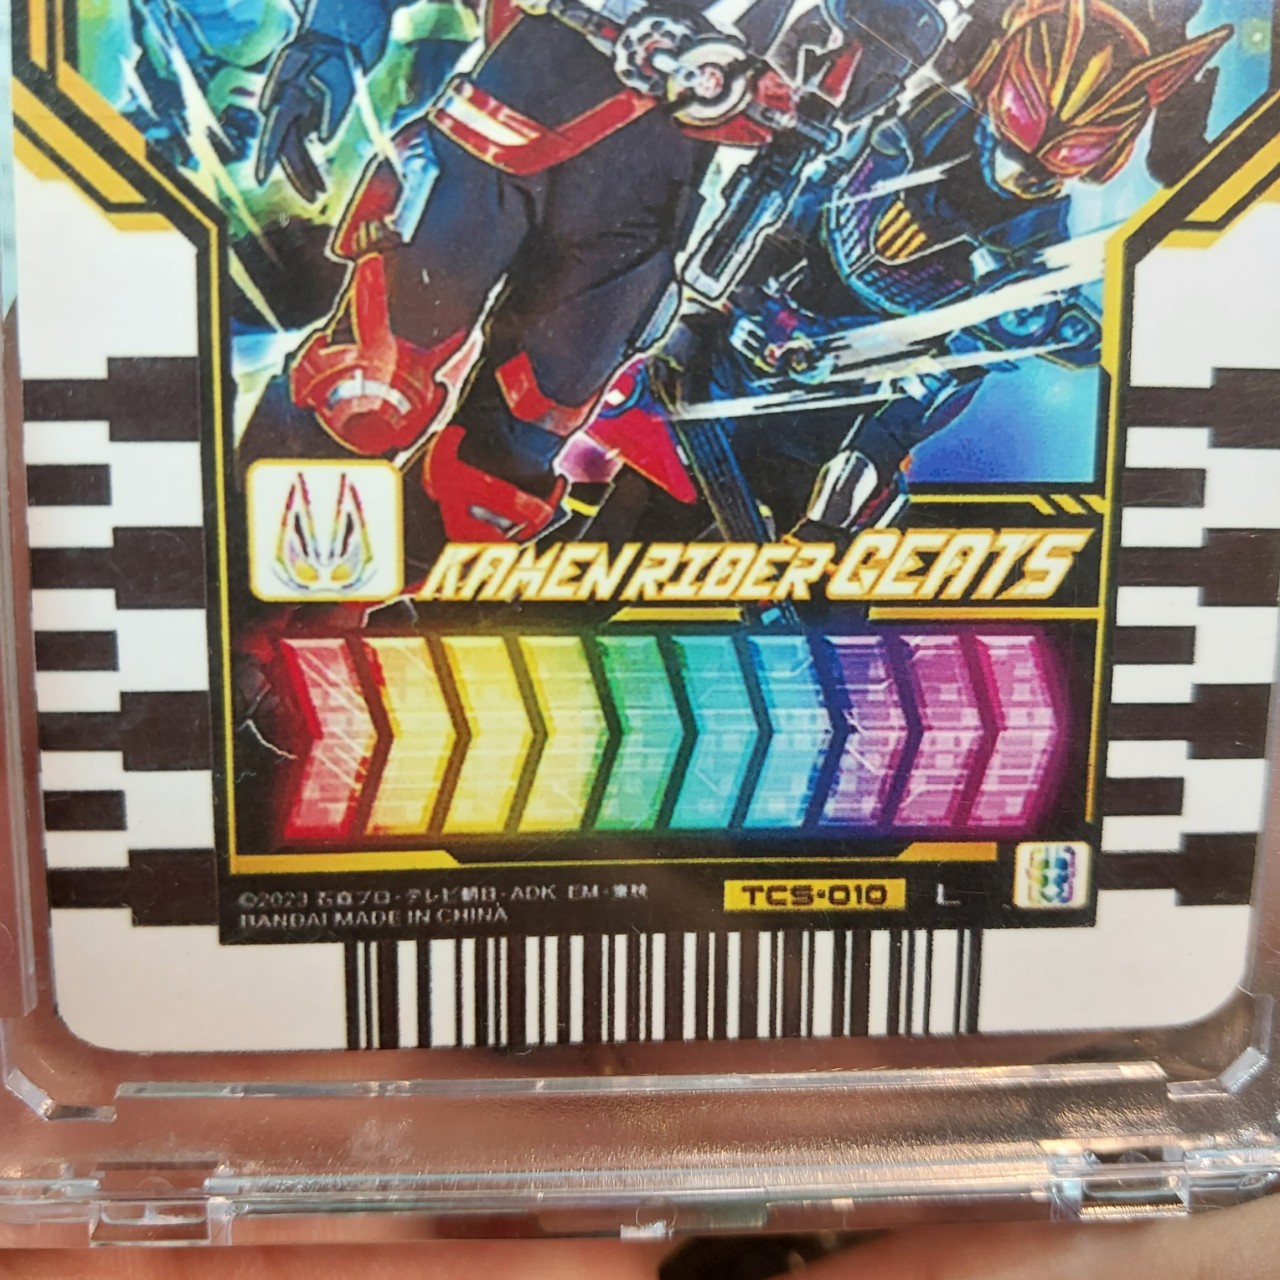 KAMEN RIDER GEATS
©2023 石森プロ・テレビ朝日・ADK EM・東映
BANDAI MADE IN CHINA
TCS-010 L